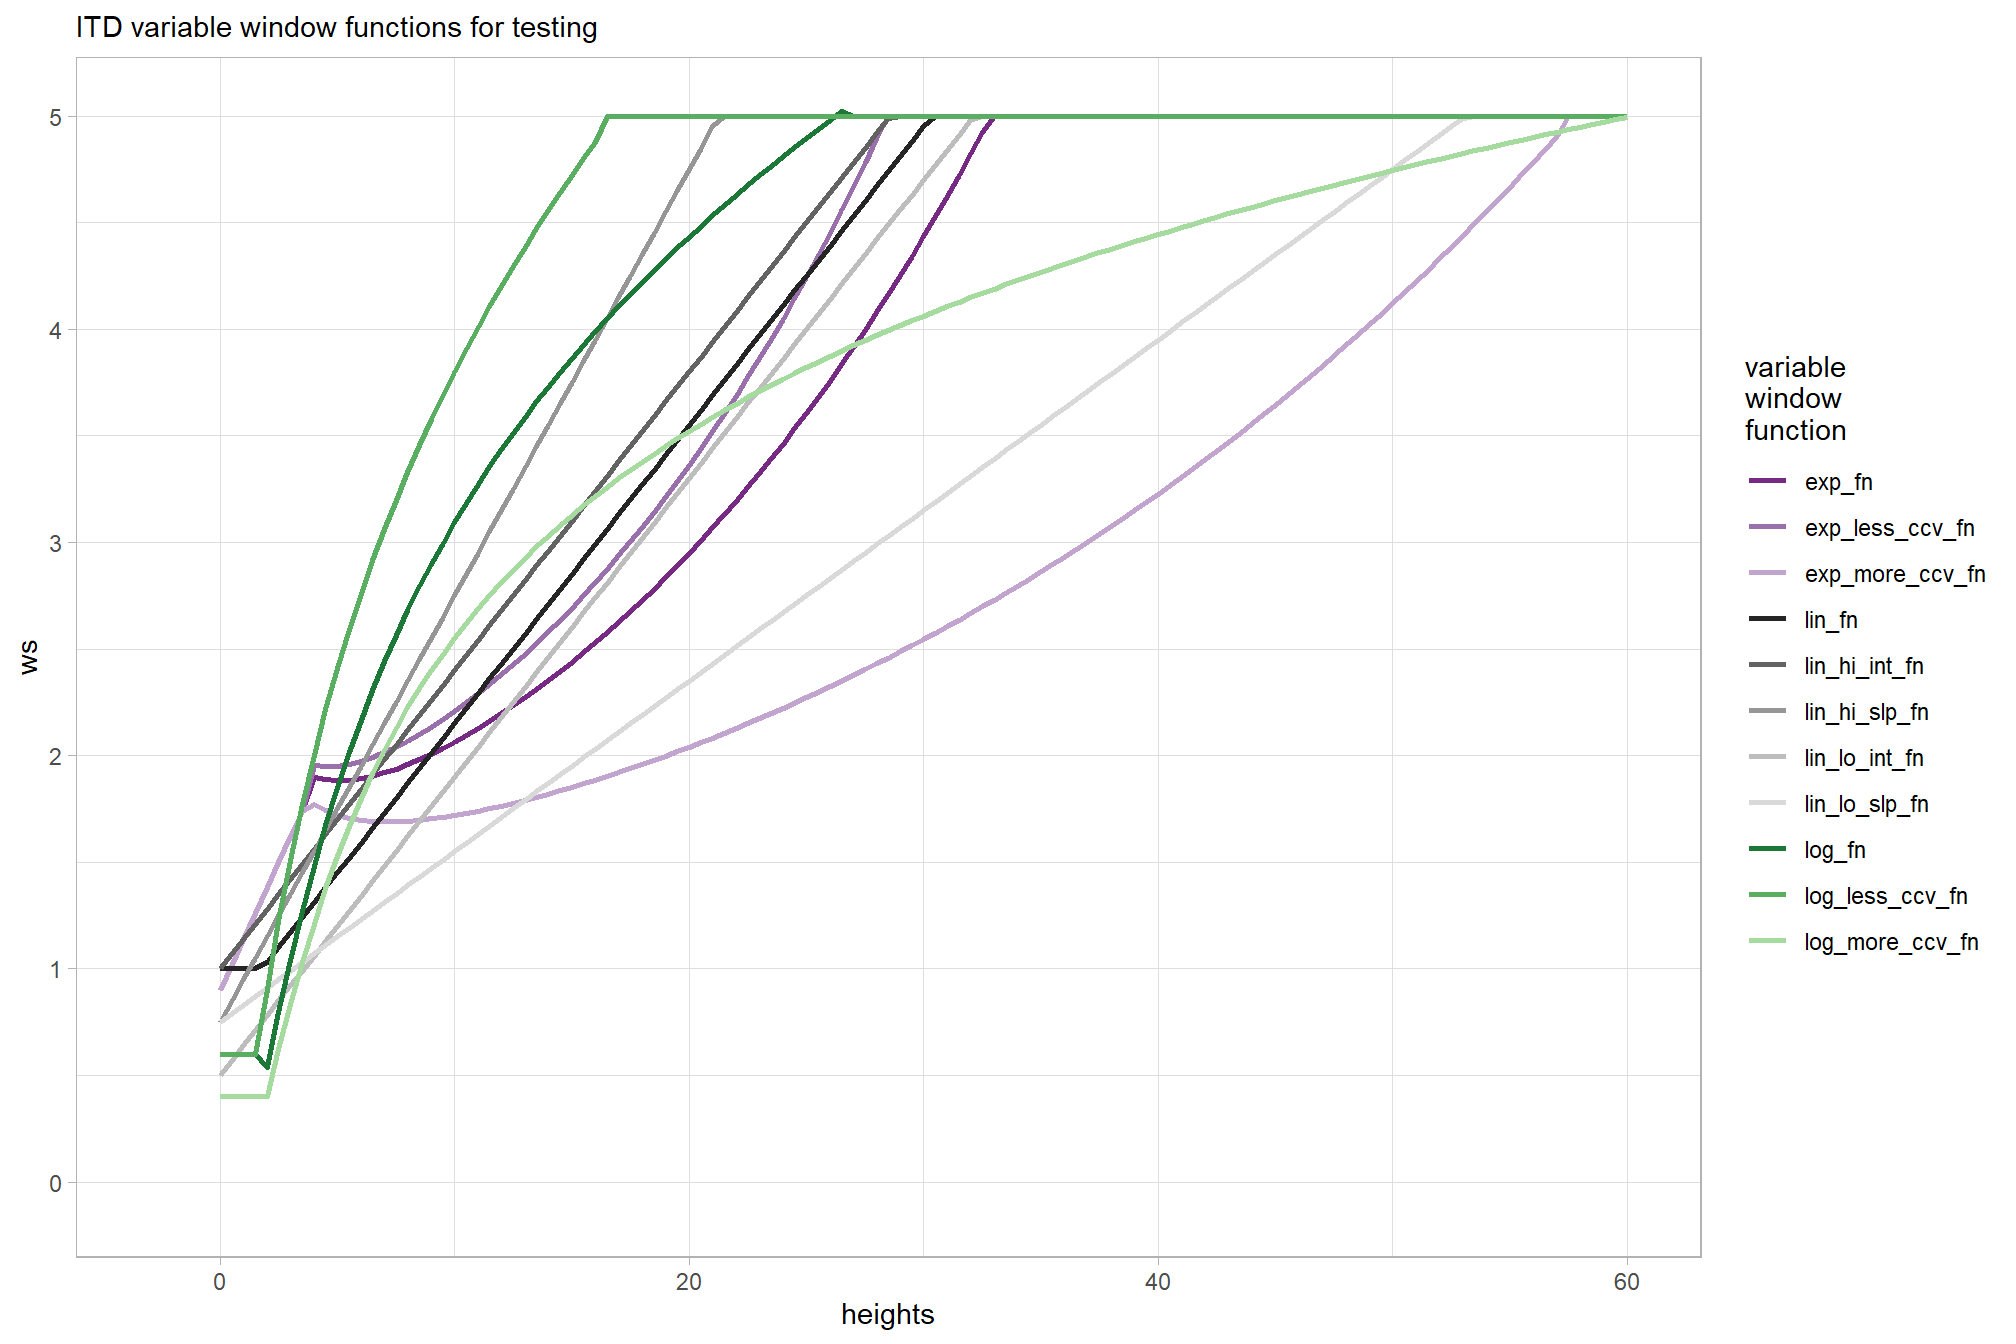 ITD variable window functions for testing
5
4
3
2
1
0
ws
0 20 40 60
heights
variable
window
function
exp_fn
exp_less_ccv_fn
exp_more_ccv_fn
lin_fn
lin_hi_int_fn
lin_hi_slp_fn
lin_lo_int_fn
lin_lo_slp_fn
log_fn
log_less_ccv_fn
log_more_ccv_fn